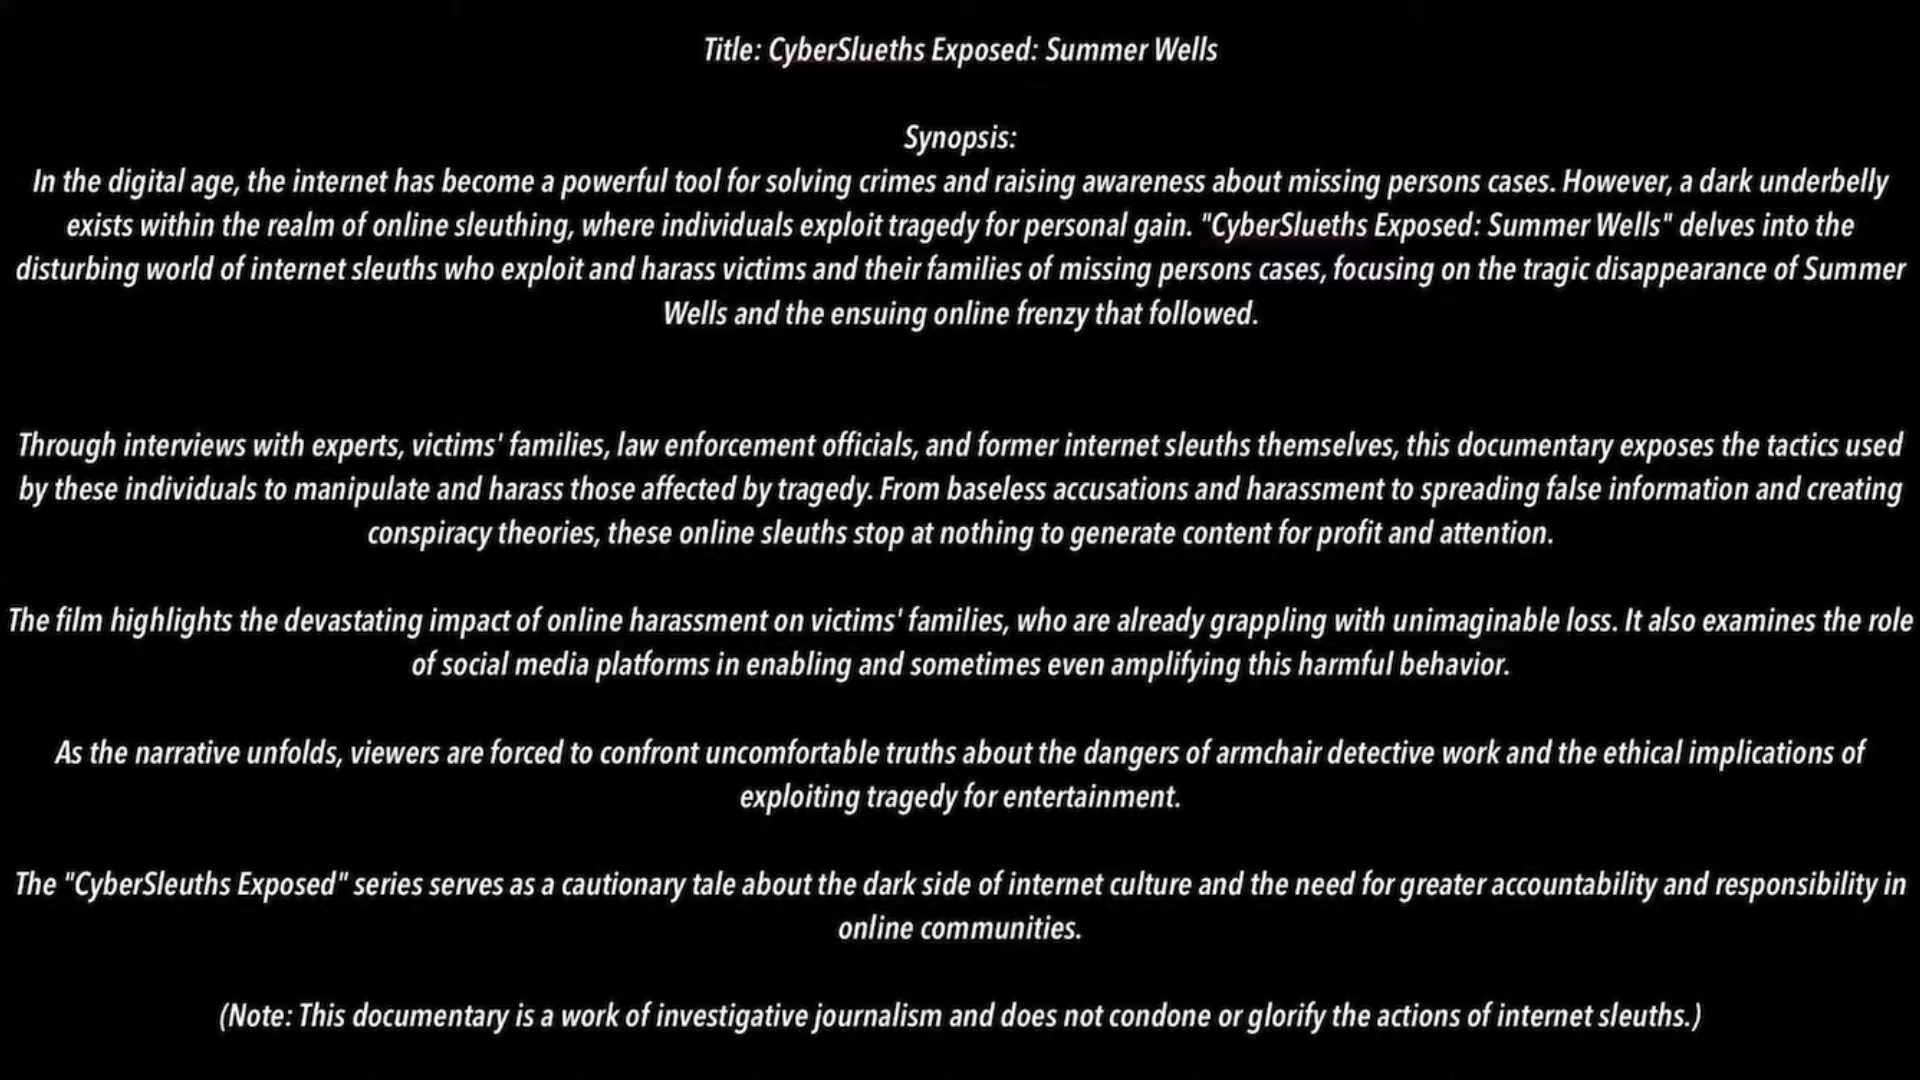 Title: CyberSlueths Exposed: Summer Wells
Synopsis:
In the digital age, the internet has become a powerful tool for solving crimes and raising awareness about missing persons cases. However, a dark underbelly
exists within the realm of online sleuthing, where individuals exploit tragedy for personal gain. "CyberSlueths Exposed: Summer Wells" delves into the
disturbing world of internet sleuths who exploit and harass victims and their families of missing persons cases, focusing on the tragic disappearance of Summer
Wells and the ensuing online frenzy that followed.
Through interviews with experts, victims' families, law enforcement officials, and former internet sleuths themselves, this documentary exposes the tactics used
by these individuals to manipulate and harass those affected by tragedy. From baseless accusations and harassment to spreading false information and creating
conspiracy theories, these online sleuths stop at nothing to generate content for profit and attention.
The film highlights the devastating impact of online harassment on victims' families, who are already grappling with unimaginable loss. It also examines the role
of social media platforms in enabling and sometimes even amplifying this harmful behavior.
As the narrative unfolds, viewers are forced to confront uncomfortable truths about the dangers of armchair detective work and the ethical implications of
exploiting tragedy for entertainment.
The "CyberSleuths Exposed" series serves as a cautionary tale about the dark side of internet culture and the need for greater accountability and responsibility in
online communities.
(Note: This documentary is a work of investigative journalism and does not condone or glorify the actions of internet sleuths.)